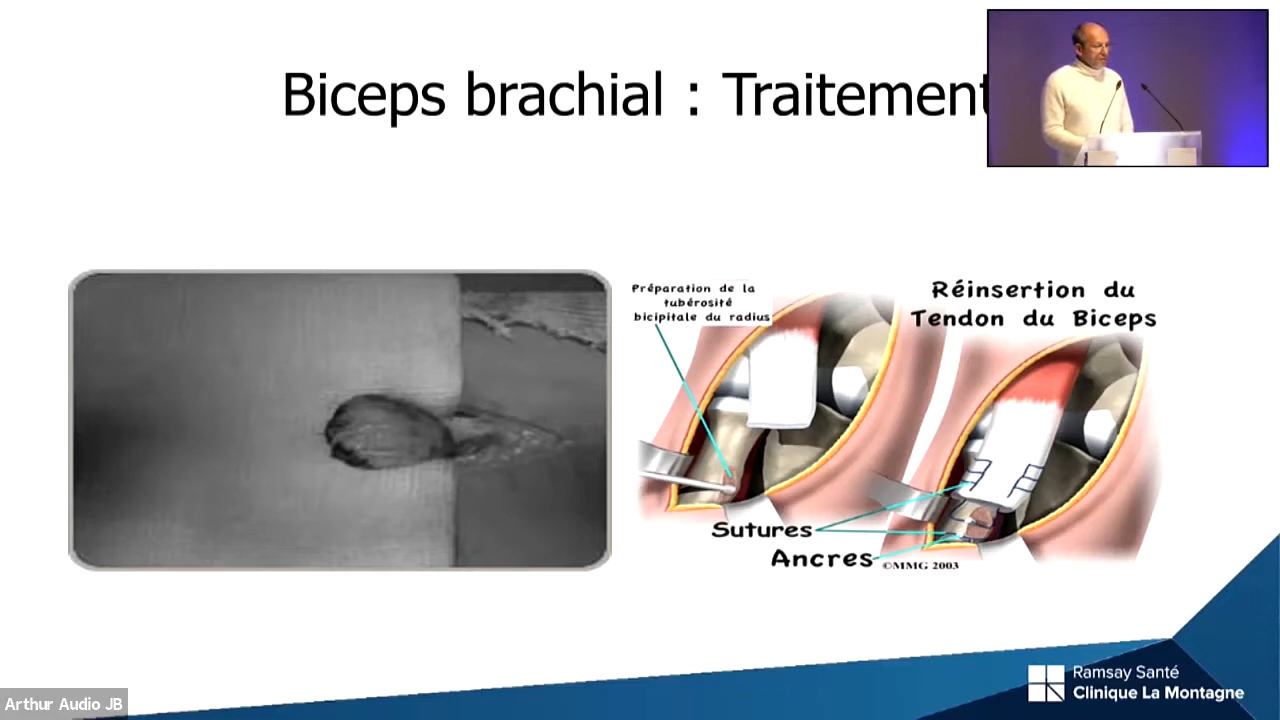 Biceps brachial : Traitement
Préparation de la
tubérosité
bicipitale du radius
Réinsertion du
Tendon du Biceps
Sutures
Ancres
©MMG 2003
Ramsay Santé
Clinique La Montagne
Arthur Audio JB